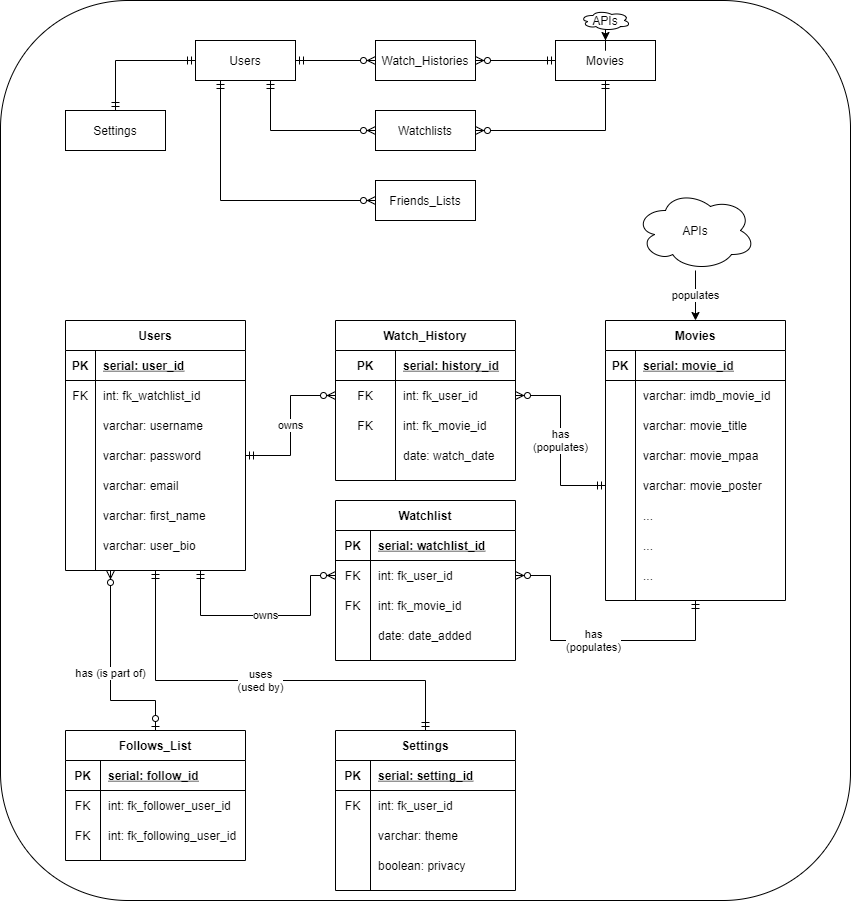 APIs
Users
Watch_Histories
Movies
Settings
Watchlists
Friends_Lists
APIs
populates
Users
PK serial: user_id
FK int: fk_watchlist_id
varchar: username
varchar: password
varchar: email
varchar: first_name
varchar: user_bio
owns
Watch_History
PK serial: history_id
FK int: fk_user_id
FK int: fk_movie_id
date: watch_date
has
(populates)
Movies
PK serial: movie_id
varchar: imdb_movie_id
varchar: movie_title
varchar: movie_mpaa
varchar: movie_poster
...
...
...
Watchlist
PK serial: watchlist_id
FK int: fk_user_id
FK int: fk_movie_id
date: date_added
owns
has
(populates)
has (is part of)
uses
(used by)
Follows_List
PK serial: follow_id
FK int: fk_follower_user_id
FK int: fk_following_user_id
Settings
PK serial: setting_id
FK int: fk_user_id
varchar: theme
boolean: privacy